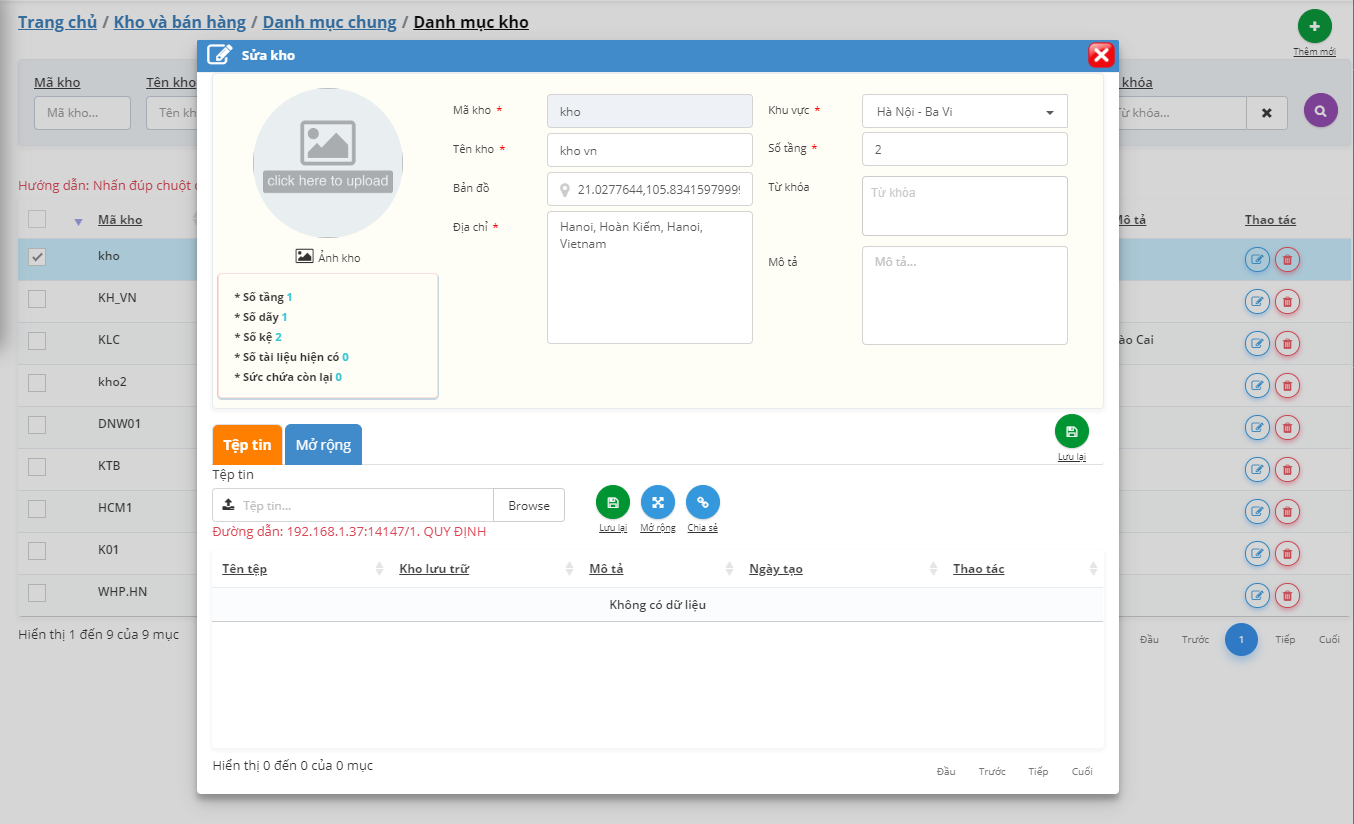 Trang chủ / Kho và bán hàng / Danh mục chung / Danh mục kho
Thêm mới
Mã kho
Tên kho
khóa
Mã kho...
Tên kh
Từ khóa...
Hướng dẫn: Nhấn đúp chuột
Mã kho
Mô tả
Thao tác
kho
KH_VN
KLC
ào Cai
kho2
DNW01
KTB
HCM1
K01
WHP.HN
Hiển thị 1 đến 9 của 9 mục
Đầu Trước 1 Tiếp Cuối
Sửa kho
click here to upload
Ảnh kho
* Số tầng 1
* Số dãy 1
* Số kệ 2
* Số tài liệu hiện có 0
* Sức chứa còn lại 0
Mã kho *
kho
Tên kho *
kho vn
Bản đồ
21.0277644,105.8341597999
Địa chỉ *
Hanoi, Hoàn Kiếm, Hanoi,
Vietnam
Khu vực *
Hà Nội - Ba Vi
Số tầng *
2
Từ khóa
Từ khóa
Mô tả
Mô tả...
Tệp tin
Mở rộng
Lưu lại
Tệp tin
Tệp tin...
Browse
Lưu lại
Mở rộng
Chia sẻ
Đường dẫn: 192.168.1.37:14147/1. QUY ĐỊNH
Tên tệp Kho lưu trữ Mô tả Ngày tạo Thao tác
Không có dữ liệu
Hiển thị 0 đến 0 của 0 mục
Đầu Trước Tiếp Cuối